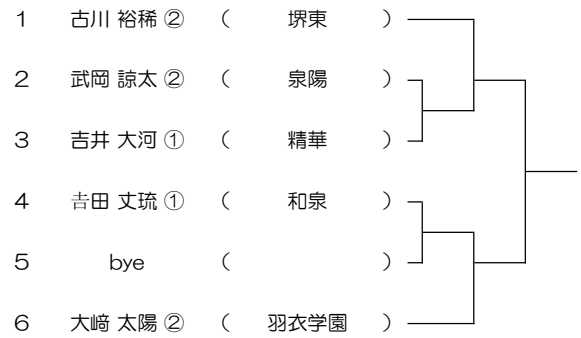 1 古川 裕稀 ② （ 堺東 ）
2 武岡 諒太 ② （ 泉陽 ）
3 吉井 大河 ① （ 精華 ）
4 𠮷田 丈琉 ① （ 和泉 ）
5 bye （ ）
6 大﨑 太陽 ② （ 羽衣学園 ）